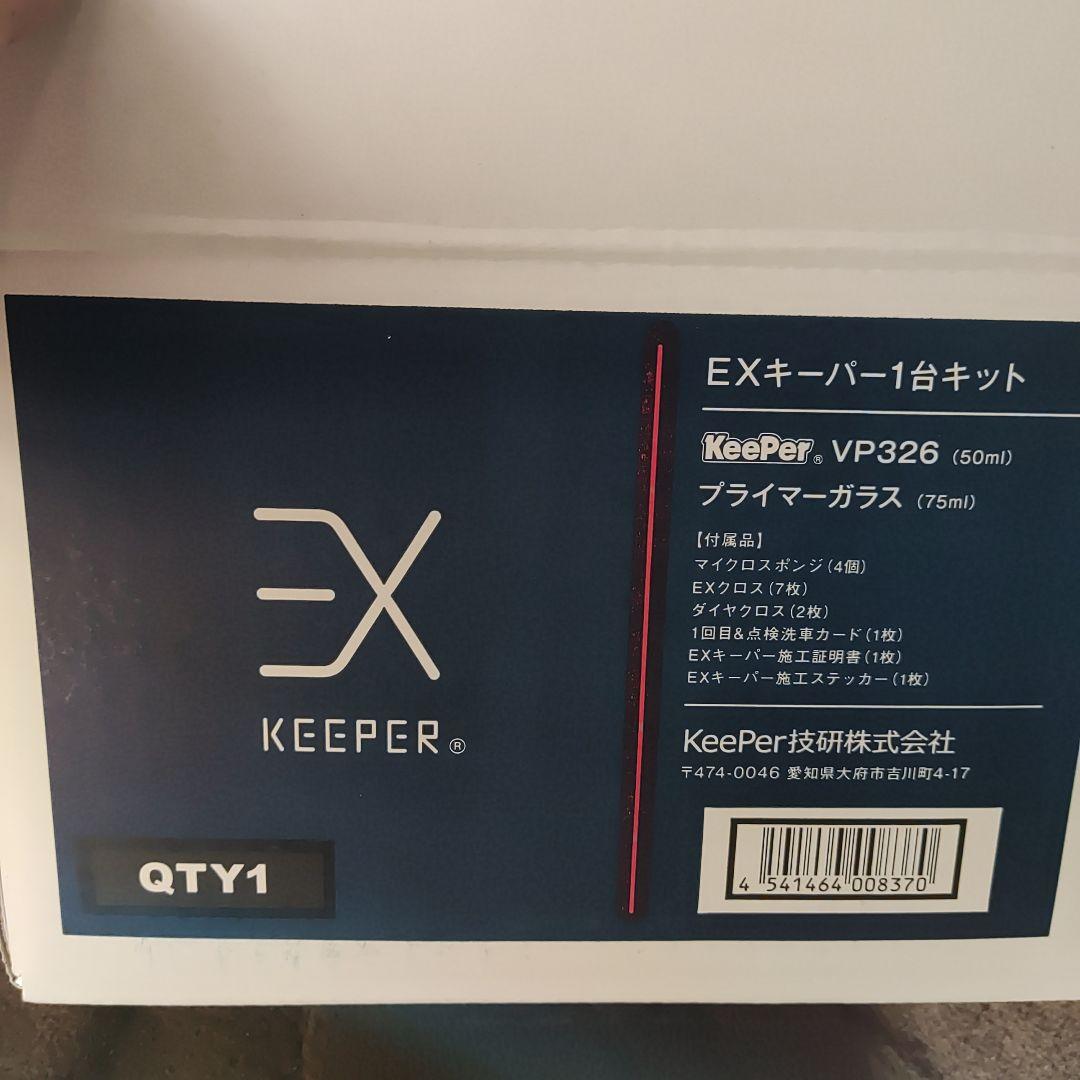 EX
KEEPER®
QTY1
EXキーパー1台キット
KeePer® VP326 (50ml)
プライマーガラス (75ml)
【付属品】
マイクロスポンジ(4個)
EXクロス(7枚)
ダイヤクロス(2枚)
1回目&点検洗車カード(1枚)
EXキーパー施工証明書(1枚)
EXキーパー施工ステッカー(1枚)
KeePer技研株式会社
〒474-0046 愛知県大府市吉川町4-17
4 541464 008370